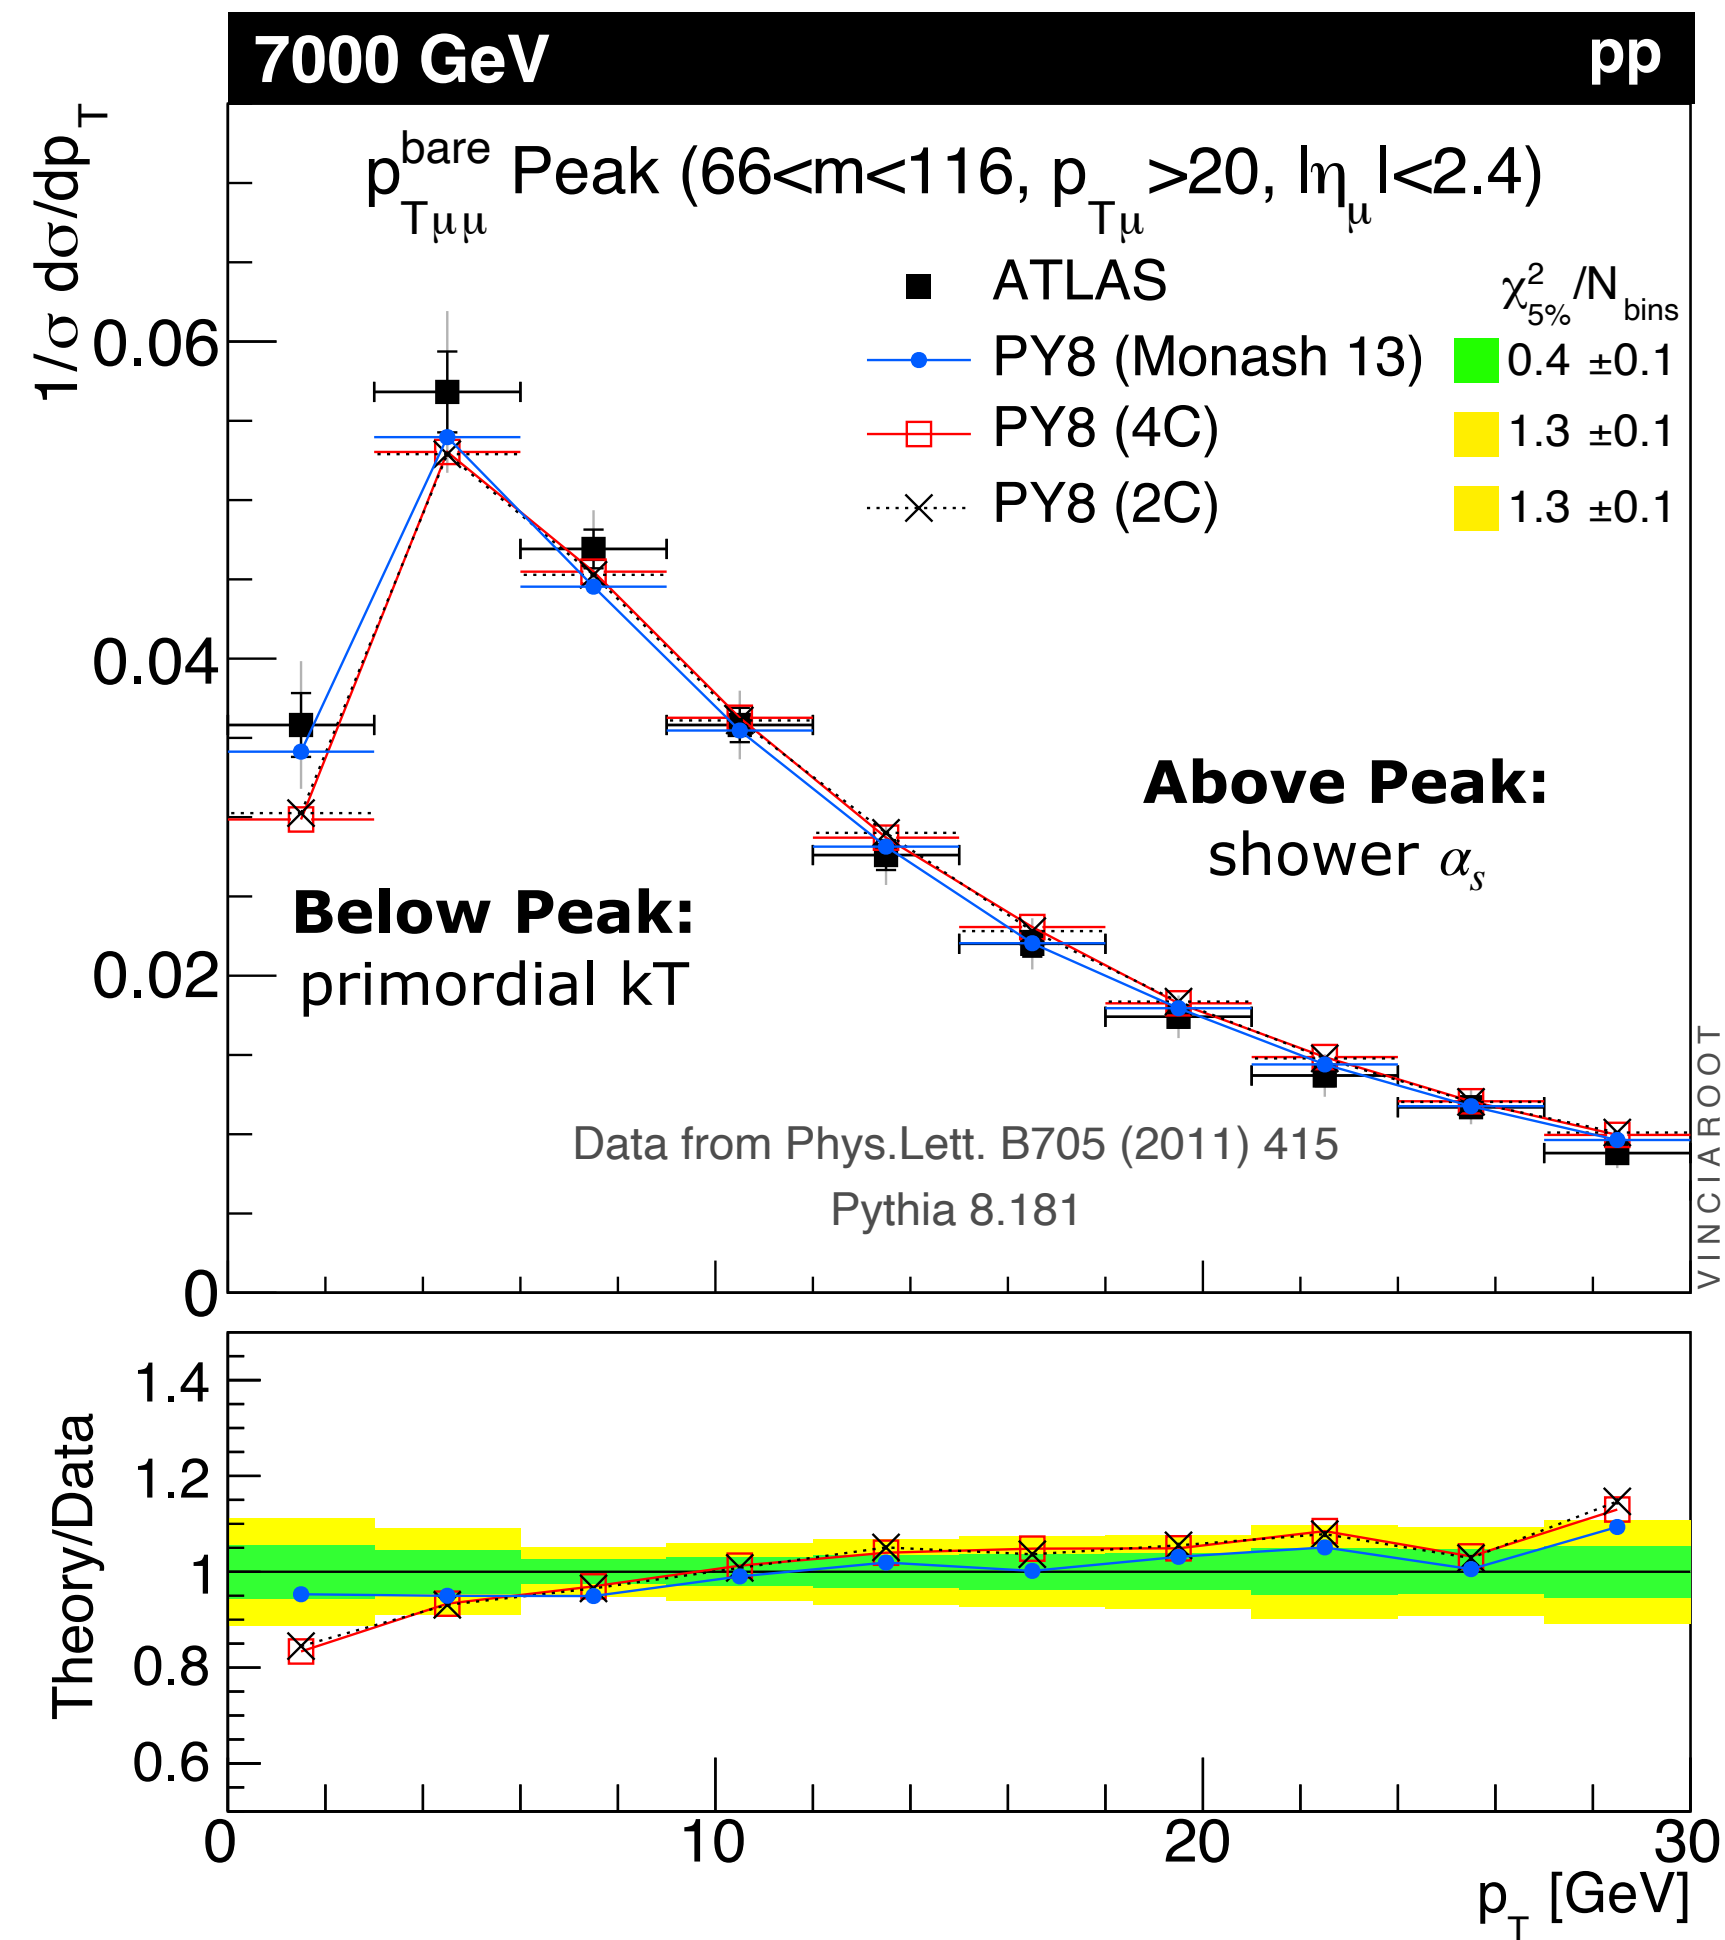 7000 GeV pp
1/σ dσ/dp_T
p_Tμμ^bare Peak (66<m<116, p_Tμ >20, |η_μ|<2.4)
ATLAS χ²_5%/N_bins
PY8 (Monash 13) 0.4 ±0.1
PY8 (4C) 1.3 ±0.1
PY8 (2C) 1.3 ±0.1
0.06
0.04
0.02
0
Above Peak:
shower α_s
Below Peak:
primordial kT
Data from Phys.Lett. B705 (2011) 415
Pythia 8.181
VINCIAROOT
Theory/Data
1.4
1.2
1
0.8
0.6
0 10 20 30
p_T [GeV]